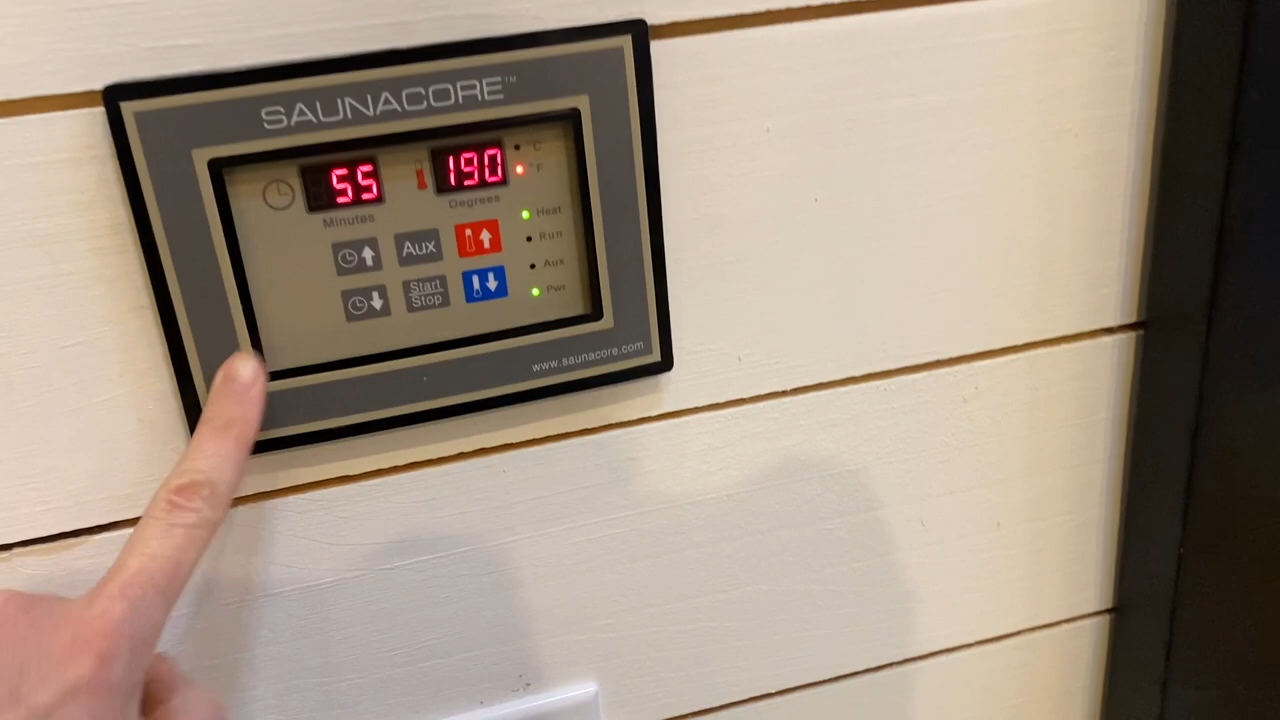 SAUNACORE™
55 190 °C
°F
Minutes Degrees
Heat
Aux Run
Start
Stop
Aux
Pwr
www.saunacore.com